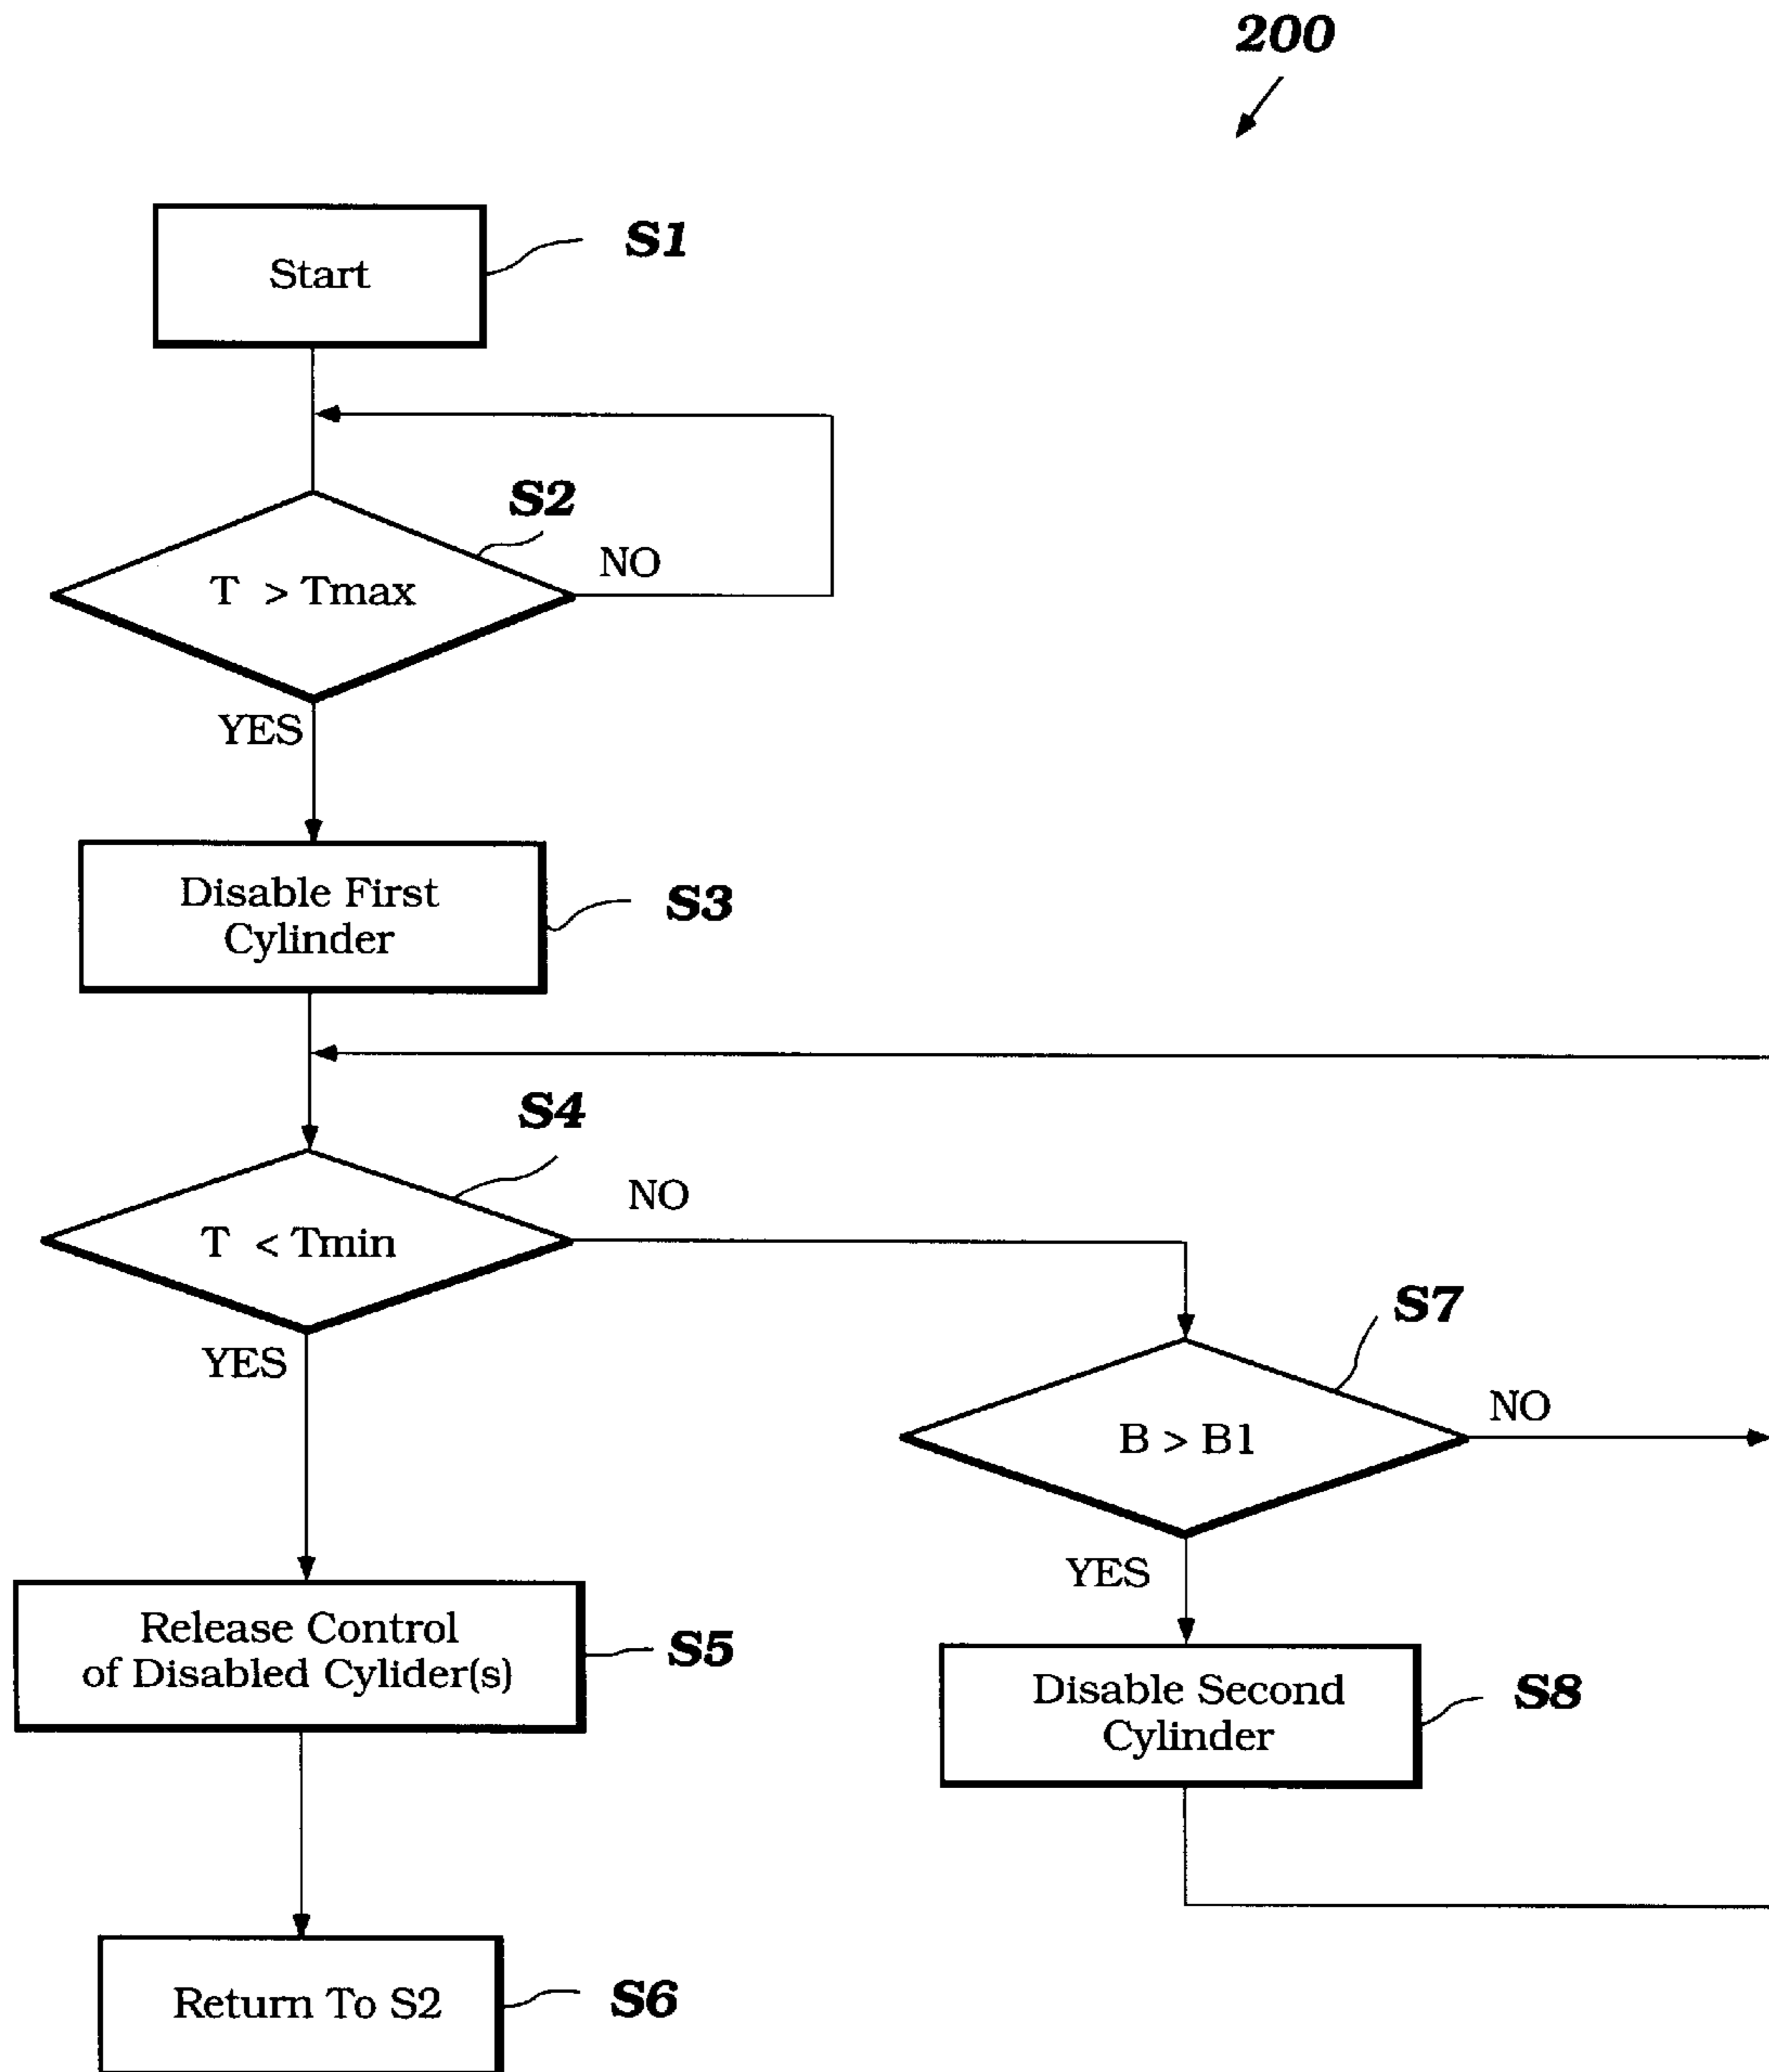 200
Start
S1
S2
NO
T > Tmax
YES
Disable First
Cylinder
S3
S4
NO
T < Tmin
YES
S7
NO
B > B1
YES
Release Control
of Disabled Cylider(s)
S5
Disable Second
Cylinder
S8
Return To S2
S6